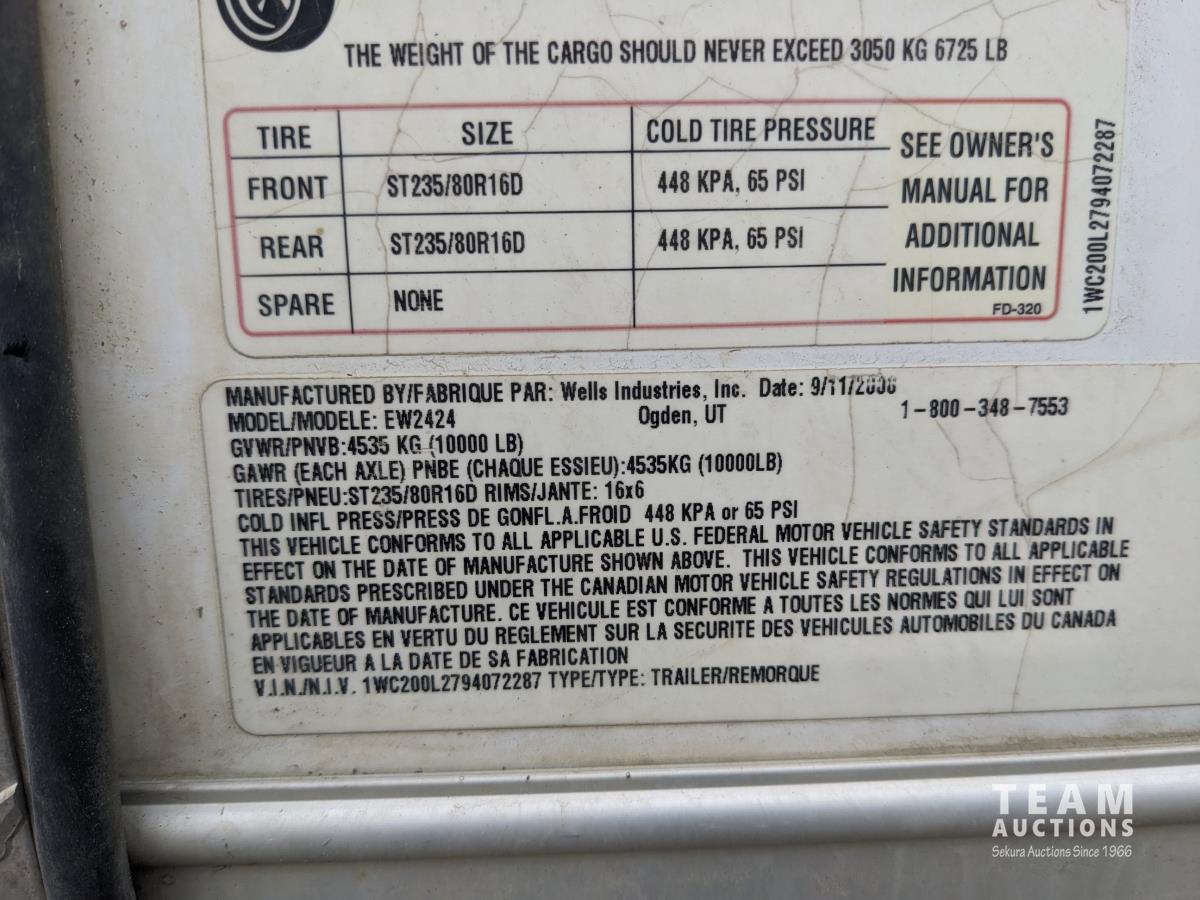 THE WEIGHT OF THE CARGO SHOULD NEVER EXCEED 3050 KG 6725 LB
TIRE SIZE COLD TIRE PRESSURE
FRONT ST235/80R16D 448 KPA, 65 PSI
REAR ST235/80R16D 448 KPA, 65 PSI
SPARE NONE
SEE OWNER'S
MANUAL FOR
ADDITIONAL
INFORMATION
FD-320
1WC200L2794072287
MANUFACTURED BY/FABRIQUE PAR: Wells Industries, Inc. Date:
Ogden, UT 1-800-348-7553
MODEL/MODELE: EW2424
GVWR/PNVB:4535 KG (10000 LB)
GAWR (EACH AXLE) PNBE (CHAQUE ESSIEU):4535KG (10000LB)
TIRES/PNEU:ST235/80R16D RIMS/JANTE: 16x6
COLD INFL PRESS/PRESS DE GONFL.A.FROID 448 KPA or 65 PSI
THIS VEHICLE CONFORMS TO ALL APPLICABLE U.S. FEDERAL MOTOR VEHICLE SAFETY STANDARDS IN
EFFECT ON THE DATE OF MANUFACTURE SHOWN ABOVE. THIS VEHICLE CONFORMS TO ALL APPLICABLE
STANDARDS PRESCRIBED UNDER THE CANADIAN MOTOR VEHICLE SAFETY REGULATIONS IN EFFECT ON
THE DATE OF MANUFACTURE. CE VEHICULE EST CONFORME A TOUTES LES NORMES QUI LUI SONT
APPLICABLES EN VERTU DU REGLEMENT SUR LA SECURITE DES VEHICULES AUTOMOBILES DU CANADA
EN VIGUEUR A LA DATE DE SA FABRICATION
V.I.N./N.I.V. 1WC200L2794072287 TYPE/TYPE: TRAILER/REMORQUE
TEAM
AUCTIONS
Sekura Auctions Since 1966